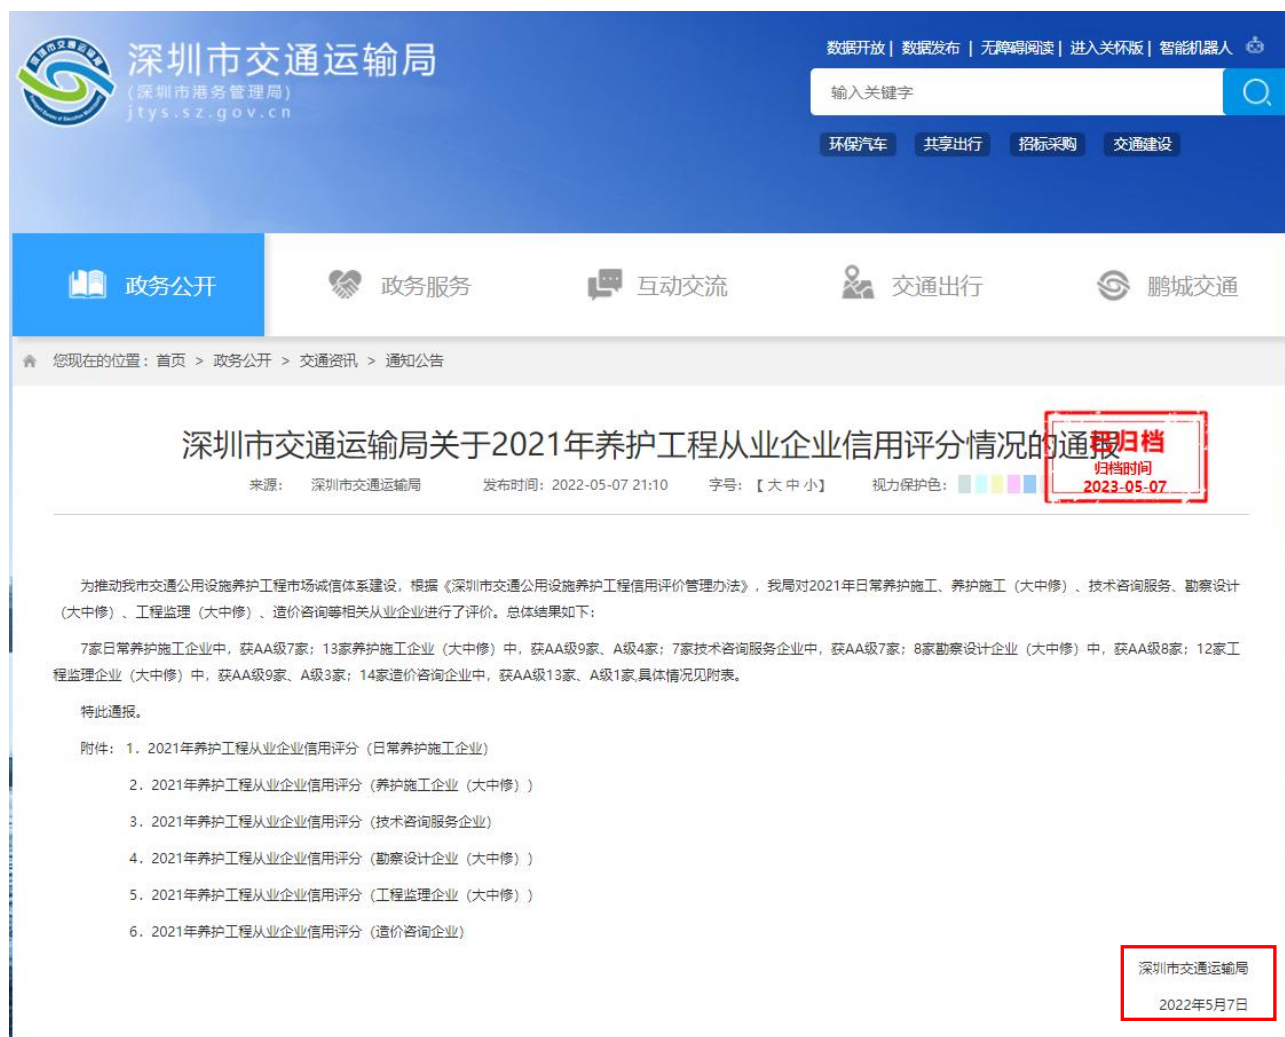 深圳市交通运输局
(深圳市港务管理局)
jtys.sz.gov.cn
数据开放 | 数据发布 | 无障碍阅读 | 进入关怀版 | 智能机器人
输入关键字
环保汽车 共享出行 招标采购 交通建设
政务公开 政务服务 互动交流 交通出行 鹏城交通
您现在的位置：首页 > 政务公开 > 交通资讯 > 通知公告
深圳市交通运输局关于2021年养护工程从业企业信用评分情况的通报
已归档
归档时间
2023-05-07
来源： 深圳市交通运输局 发布时间：2022-05-07 21:10 字号：【大 中 小】 视力保护色：
为推动我市交通公用设施养护工程市场诚信体系建设，根据《深圳市交通公用设施养护工程信用评价管理办法》，我局对2021年日常养护施工、养护施工（大中修）、技术咨询服务、勘察设计
（大中修）、工程监理（大中修）、造价咨询等相关从业企业进行了评价。总体结果如下：
7家日常养护施工企业中，获AA级7家；13家养护施工企业（大中修）中，获AA级9家、A级4家；7家技术咨询服务企业中，获AA级7家；8家勘察设计企业（大中修）中，获AA级8家；12家工
程监理企业（大中修）中，获AA级9家、A级3家；14家造价咨询企业中，获AA级13家、A级1家,具体情况见附表。
特此通报。
附件：1．2021年养护工程从业企业信用评分（日常养护施工企业）
2．2021年养护工程从业企业信用评分（养护施工企业（大中修））
3．2021年养护工程从业企业信用评分（技术咨询服务企业）
4．2021年养护工程从业企业信用评分（勘察设计企业（大中修））
5．2021年养护工程从业企业信用评分（工程监理企业（大中修））
6．2021年养护工程从业企业信用评分（造价咨询企业）
深圳市交通运输局
2022年5月7日